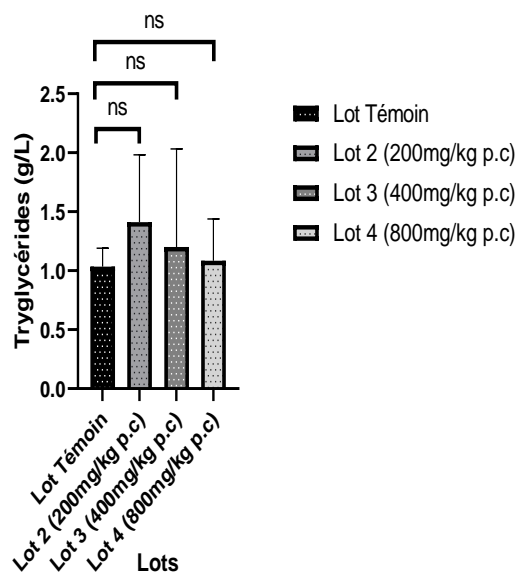 ns
ns
ns
2.5
2.0
1.5
1.0
0.5
0.0
Tryglycérides (g/L)
Lot Témoin
Lot 2 (200mg/kg p.c)
Lot 3 (400mg/kg p.c)
Lot 4 (800mg/kg p.c)
Lots
Lot Témoin
Lot 2 (200mg/kg p.c)
Lot 3 (400mg/kg p.c)
Lot 4 (800mg/kg p.c)